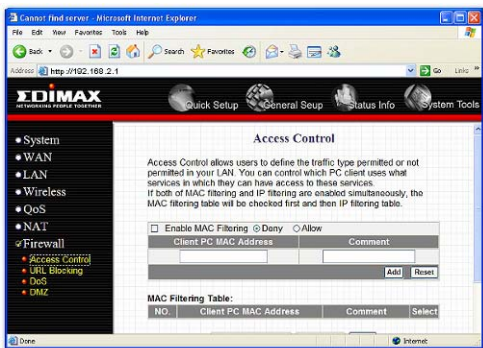 Cannot find server - Microsoft Internet Explorer
File Edit View Favorites Tools Help
Back Search Favorites
Address http://192.168.2.1 Go Links »
EDIMAX
NETWORKING PEOPLE TOGETHER
Quick Setup General Seup Status Info System Tools
System
WAN
LAN
Wireless
QoS
NAT
Firewall
Access Control
URL Blocking
DoS
DMZ
Access Control
Access Control allows users to define the traffic type permitted or not
permitted in your LAN. You can control which PC client uses what
services in which they can have access to these services.
If both of MAC filtering and IP filtering are enabled simultaneously, the
MAC filtering table will be checked first and then IP filtering table.
Enable MAC Filtering Deny Allow
Client PC MAC Address Comment
Add Reset
MAC Filtering Table:
NO. Client PC MAC Address Comment Select
Done Internet